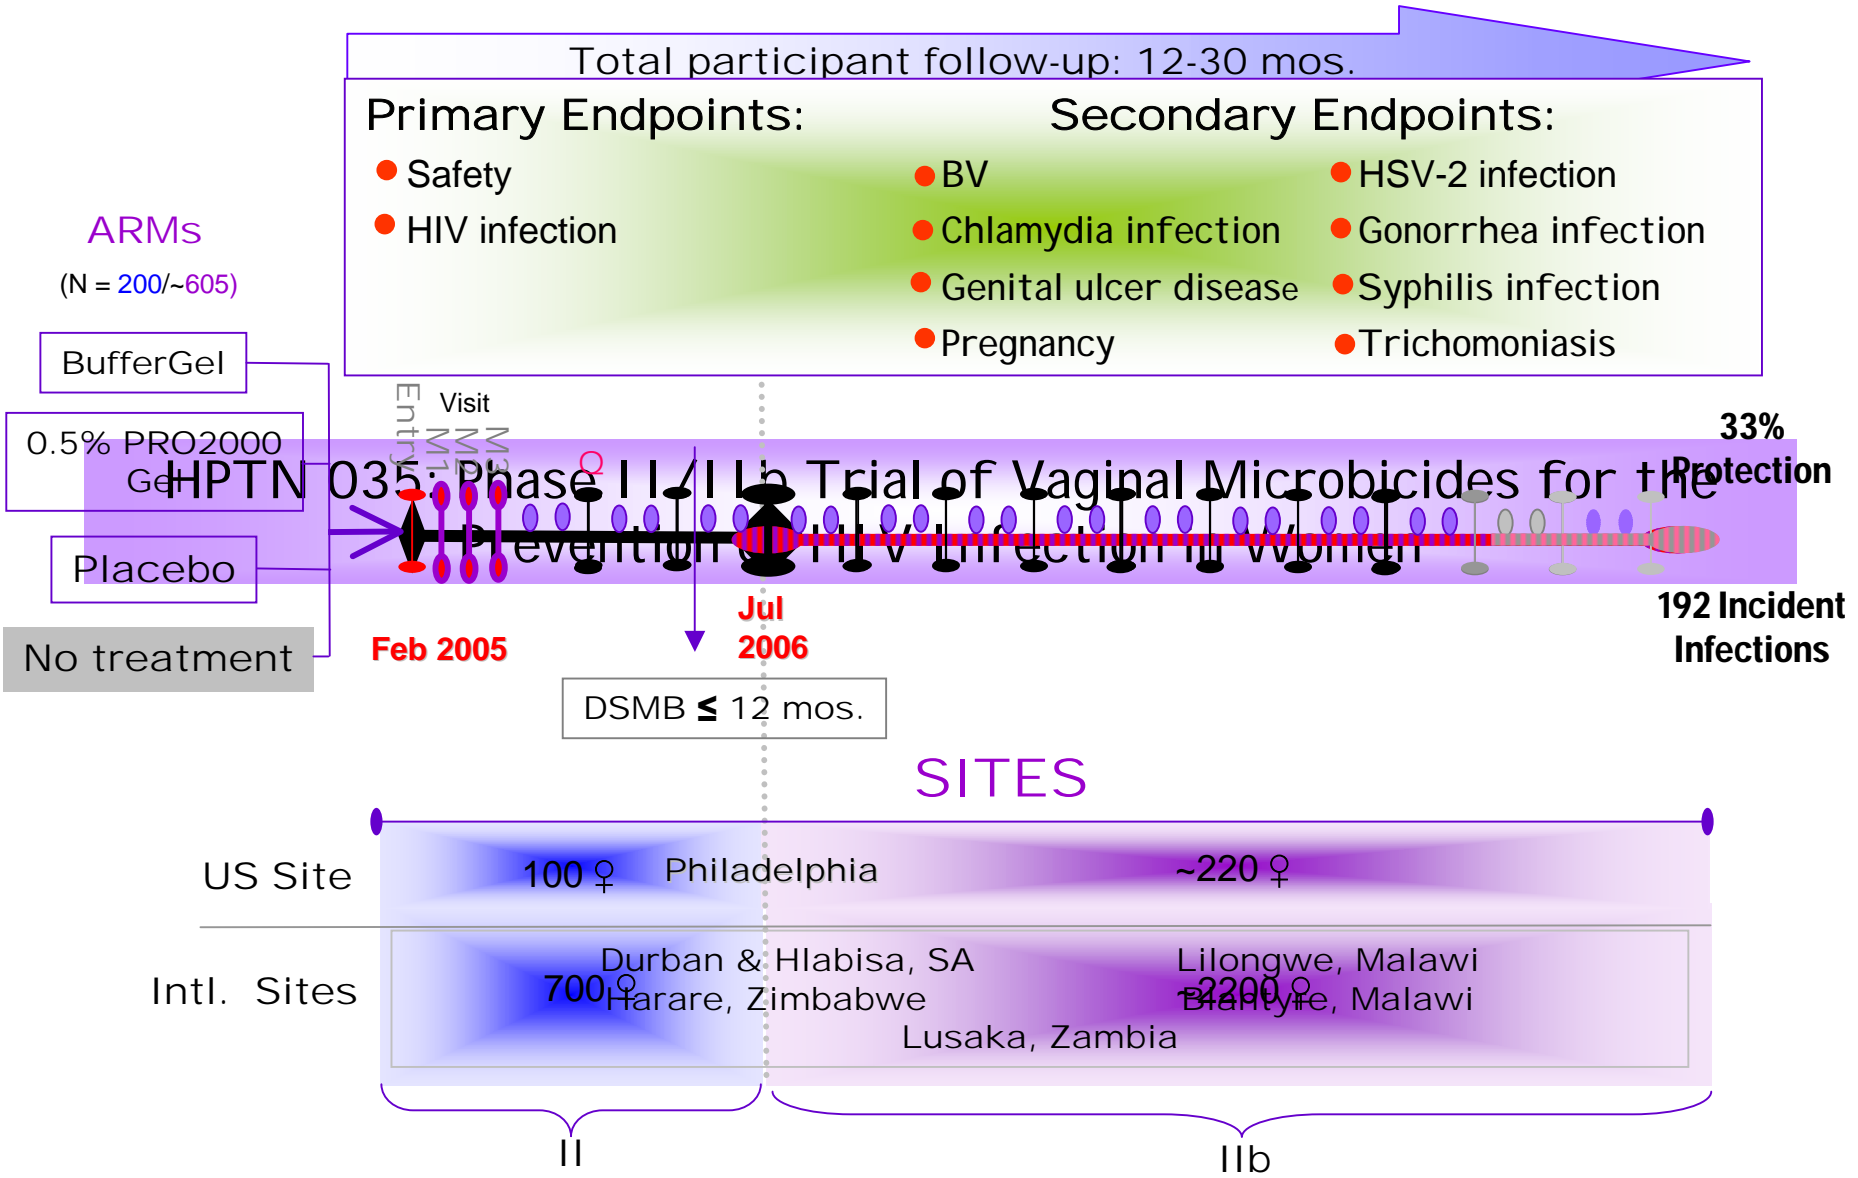 Total participant follow-up: 12-30 mos.
Primary Endpoints:
Safety
HIV infection
Secondary Endpoints:
BV
Chlamydia infection
Genital ulcer disease
Pregnancy
HSV-2 infection
Gonorrhea infection
Syphilis infection
Trichomoniasis
ARMs
(N = 200/~605)
BufferGel
0.5% PRO2000
Gel
Placebo
No treatment
Entry
Visit
M1
M2
M3
Q
HPTN 035: Phase II/IIb Trial of Vaginal Microbicides for the
Prevention of HIV Infection in Women
33%
Protection
192 Incident
Infections
Feb 2005
Jul
2006
DSMB ≤ 12 mos.
SITES
US Site
100 ♀
Philadelphia
~220 ♀
Intl. Sites
700 ♀
Durban & Hlabisa, SA
Harare, Zimbabwe
Lilongwe, Malawi
~2200 ♀
Blantyre, Malawi
Lusaka, Zambia
II
IIb